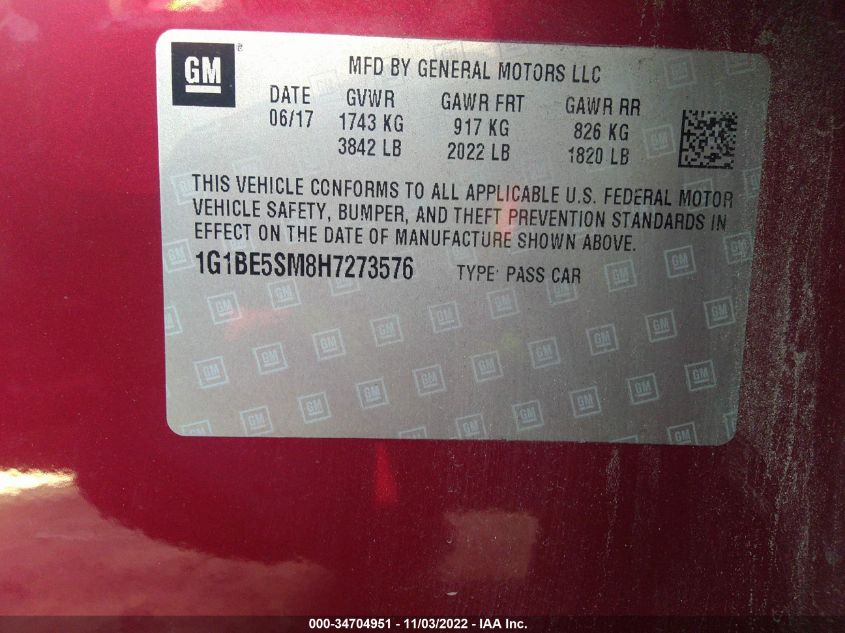 GM ®
MFD BY GENERAL MOTORS LLC
DATE GVWR GAWR FRT GAWR RR
06/17 1743 KG 917 KG 826 KG
3842 LB 2022 LB 1820 LB
THIS VEHICLE CONFORMS TO ALL APPLICABLE U.S. FEDERAL MOTOR
VEHICLE SAFETY, BUMPER, AND THEFT PREVENTION STANDARDS IN
EFFECT ON THE DATE OF MANUFACTURE SHOWN ABOVE.
1G1BE5SM8H7273576 TYPE: PASS CAR
000-34704951 - 11/03/2022 - IAA Inc.